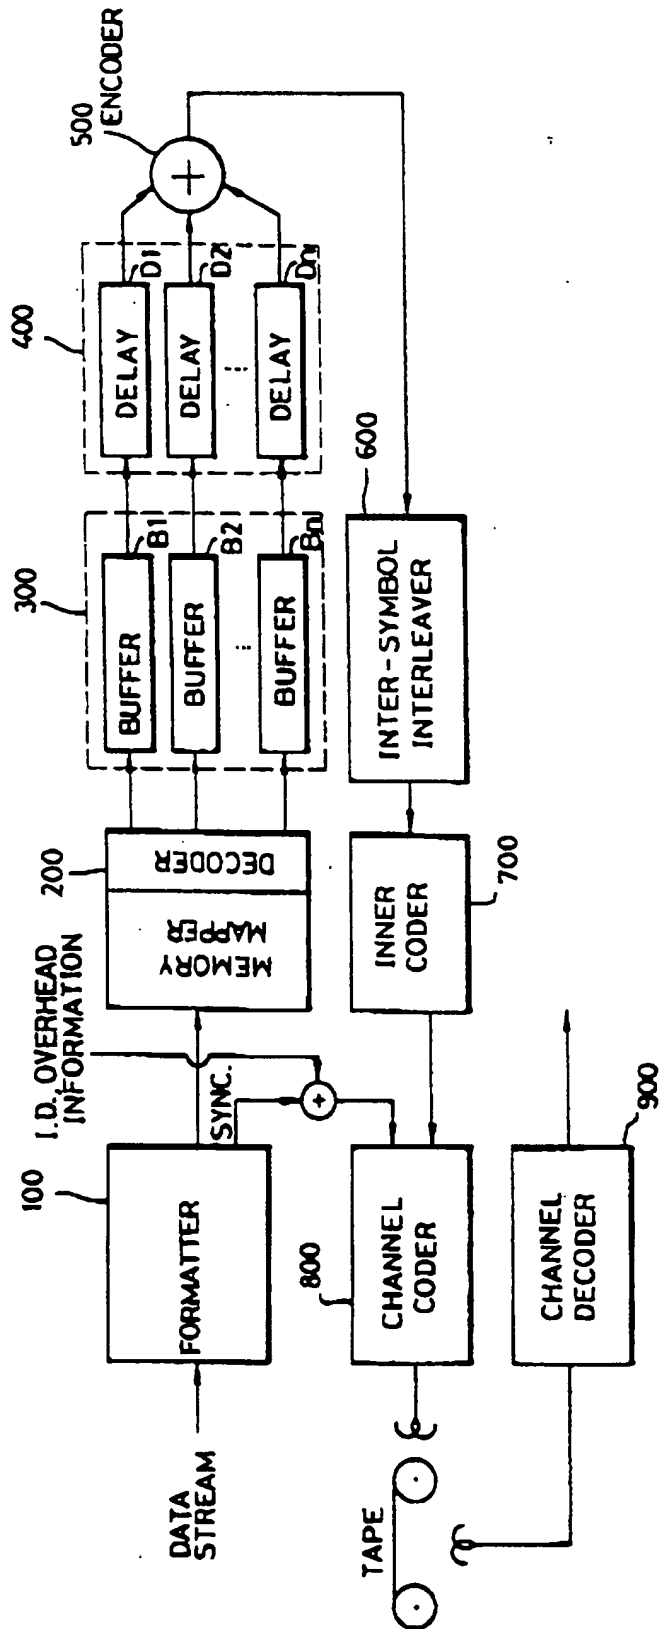 DATA
STREAM
100
FORMATTER
SYNC.
I.D., OVERHEAD
INFORMATION
200
MEMORY
MAPPER
DECODER
300
BUFFER
B1
BUFFER
B2
BUFFER
Bn
400
DELAY
D1
DELAY
D2
DELAY
Dn
500
ENCODER
600
INTER-SYMBOL
INTERLEAVER
700
INNER
CODER
800
CHANNEL
CODER
TAPE
900
CHANNEL
DECODER